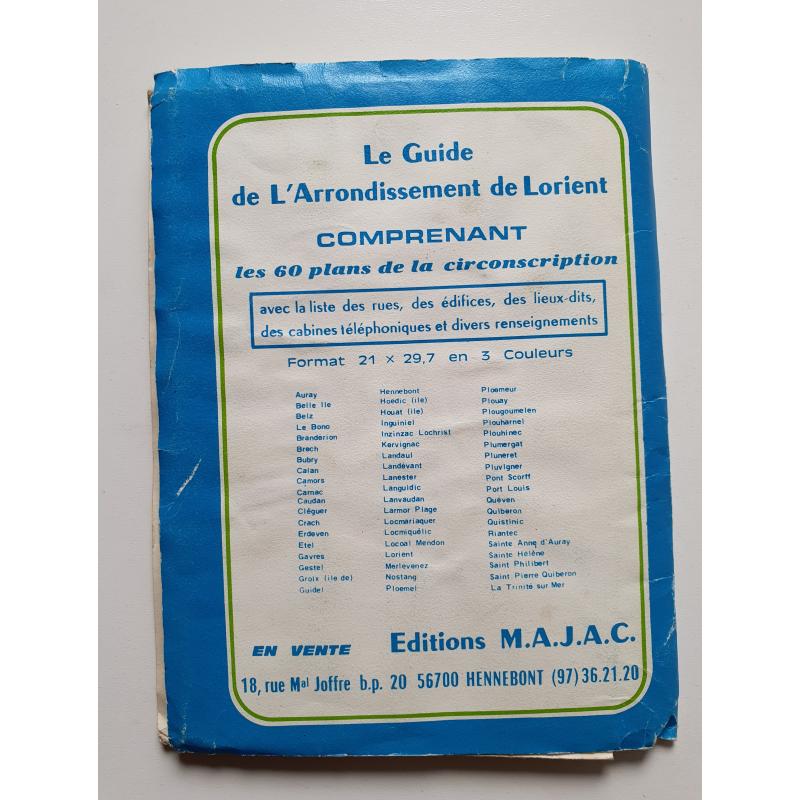 Le Guide
de L'Arrondissement de Lorient
COMPRENANT
les 60 plans de la circonscription
avec la liste des rues, des édifices, des lieux-dits,
des cabines téléphoniques et divers renseignements
Format 21 x 29,7 en 3 Couleurs
Auray
Belle Ile
Belz
Le Bono
Branderion
Brech
Bubry
Calan
Camors
Carnac
Caudan
Cléguer
Crach
Erdeven
Etel
Gavres
Gestel
Groix (ile de)
Guidel
Hennebont
Hoedic (ile)
Houat (ile)
Inguiniel
Inzinzac Lochrist
Kervignac
Landaul
Landévant
Lanester
Languidic
Lanvaudan
Larmor Plage
Locmariaquer
Locmiquélic
Locoal Mendon
Lorient
Merlevenez
Nostang
Ploemel
Ploemeur
Plouay
Plougoumelen
Plouharnel
Plouhinec
Plumergat
Pluneret
Pluvigner
Pont Scorff
Port Louis
Quéven
Quiberon
Quistinic
Riantec
Sainte Anne d'Auray
Sainte Hélène
Saint Philibert
Saint Pierre Quiberon
La Trinité sur Mer
EN VENTE Editions M.A.J.A.C.
18, rue Mal Joffre b.p. 20 56700 HENNEBONT (97) 36.21.20